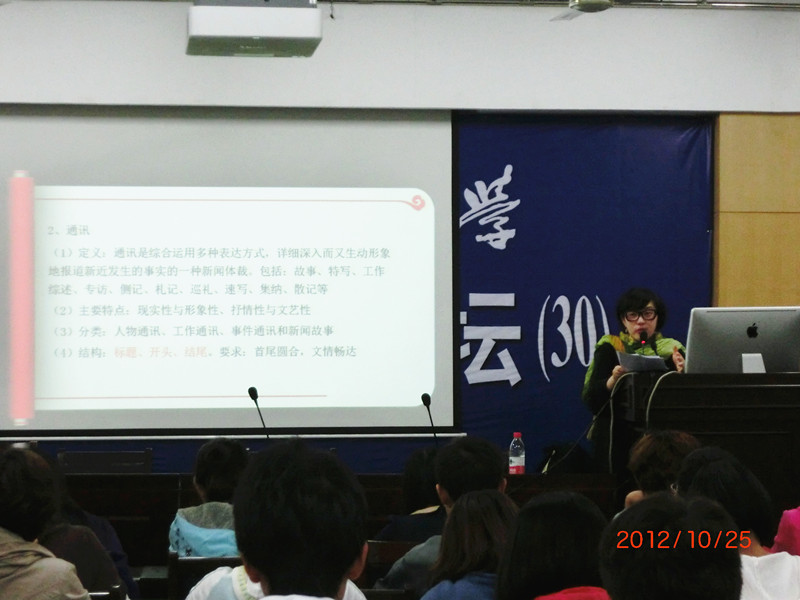 2、通讯
（1）定义：通讯是综合运用多种表达方式，详细深入而又生动形象
地报道新近发生的事实的一种新闻体裁。包括：故事、特写、工作
综述、专访、侧记、札记、巡礼、速写、集纳、散记等
（2）主要特点：现实性与形象性、抒情性与文艺性
（3）分类：人物通讯、工作通讯、事件通讯和新闻故事
（4）结构：标题、开头、结尾。要求：首尾圆合、文情畅达
学
坛(30)
2012/10/25